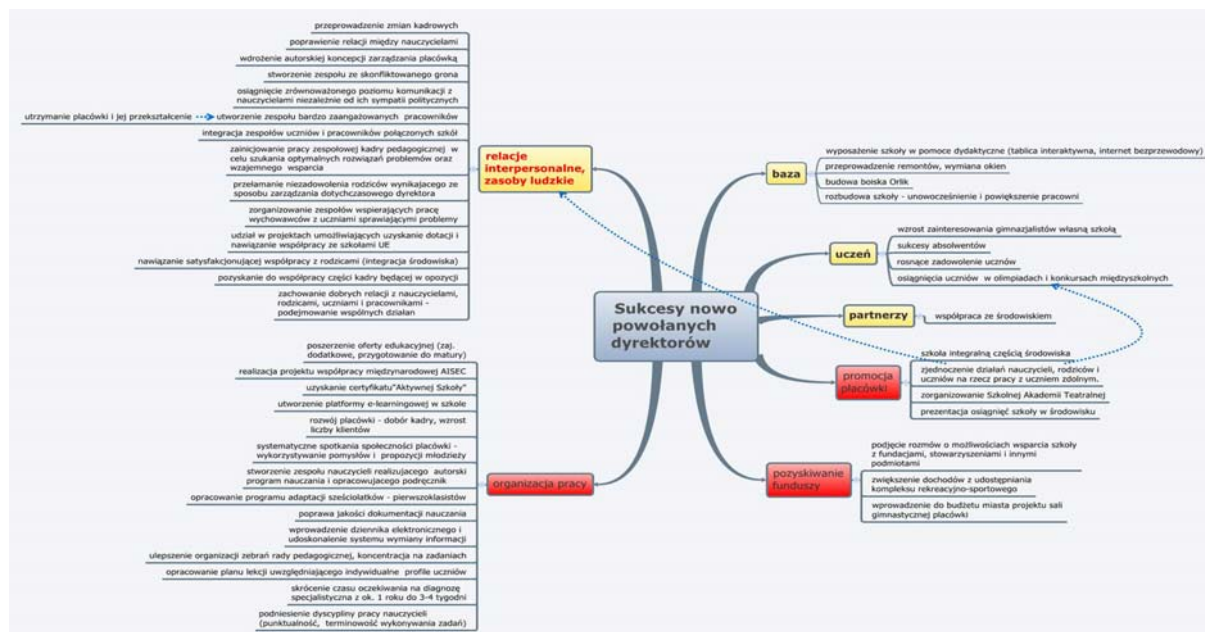 Sukcesy nowo
powołanych
dyrektorów
relacje
interpersonalne,
zasoby ludzkie
przeprowadzenie zmian kadrowych
poprawienie relacji między nauczycielami
wdrożenie autorskiej koncepcji zarządzania placówką
stworzenie zespołu ze skonfliktowanego grona
osiągnięcie zrównoważonego poziomu komunikacji z
nauczycielami niezależnie od ich sympatii politycznych
utrzymanie placówki i jej przekształcenie
utworzenie zespołu bardzo zaangażowanych pracowników
integracja zespołów uczniów i pracowników połączonych szkół
zainicjowanie pracy zespołowej kadry pedagogicznej w
celu szukania optymalnych rozwiązań problemów oraz
wzajemnego wsparcia
przełamanie niezadowolenia rodziców wynikajacego ze
sposobu zarządzania dotychczasowego dyrektora
zorganizowanie zespołów wspierających pracę
wychowawców z uczniami sprawiającymi problemy
udział w projektach umożliwiających uzyskanie dotacji i
nawiązanie współpracy ze szkołami UE
nawiązanie satysfakcjonującej współpracy z rodzicami (integracja środowiska)
pozyskanie do współpracy części kadry będącej w opozycji
zachowanie dobrych relacji z nauczycielami,
rodzicami, uczniami i pracownikami -
podejmowanie wspólnych działan
organizacja pracy
poszerzenie oferty edukacyjnej (zaj.
dodatkowe, przygotowanie do matury)
realizacja projektu współpracy międzynarodowej AISEC
uzyskanie certyfikatu"Aktywnej Szkoły"
utworzenie platformy e-learningowej w szkole
rozwój placówki - dobór kadry, wzrost
liczby klientów
systematyczne spotkania społeczności placówki -
wykorzystywanie pomysłów i propozycji młodzieży
stworzenie zespołu nauczycieli realizujacego autorski
program nauczania i opracowujacego podręcznik
opracowanie programu adaptacji sześciolatków - pierwszoklasistów
poprawa jakości dokumentacji nauczania
wprowadzenie dziennika elektronicznego i
udoskonalenie systemu wymiany informacji
ulepszenie organizacji zebrań rady pedagogicznej, koncentracja na zadaniach
opracowanie planu lekcji uwzględniającego indywidualne profile uczniów
skrócenie czasu oczekiwania na diagnozę
specjalistyczna z ok. 1 roku do 3-4 tygodni
podniesienie dyscypliny pracy nauczycieli
(punktualność, terminowość wykonywania zadań)
baza
wyposażenie szkoły w pomoce dydaktyczne (tablica interaktywna, internet bezprzewodowy)
przeprowadzenie remontów, wymiana okien
budowa boiska Orlik
rozbudowa szkoły - unowocześnienie i powiększenie pracowni
uczeń
wzrost zainteresowania gimnazjalistów własną szkołą
sukcesy absolwentów
rosnące zadowolenie ucznów
osiągnięcia uczniów w olimpiadach i konkursach międzyszkolnych
partnerzy
współpraca ze środowiskiem
promocja
placówki
szkoła integralną częścią środowiska
zjednoczenie działań nauczycieli, rodziców i
uczniów na rzecz pracy z uczniem zdolnym.
zorganizowanie Szkolnej Akademii Teatralnej
prezentacja osiągnięć szkoły w środowisku
pozyskiwanie
funduszy
podjęcie rozmów o możliwościach wsparcia szkoły
z fundacjami, stowarzyszeniami i innymi
podmiotami
zwiększenie dochodów z udostępniania
kompleksu rekreacyjno-sportowego
wprowadzenie do budżetu miasta projektu sali
gimnastycznej placówki